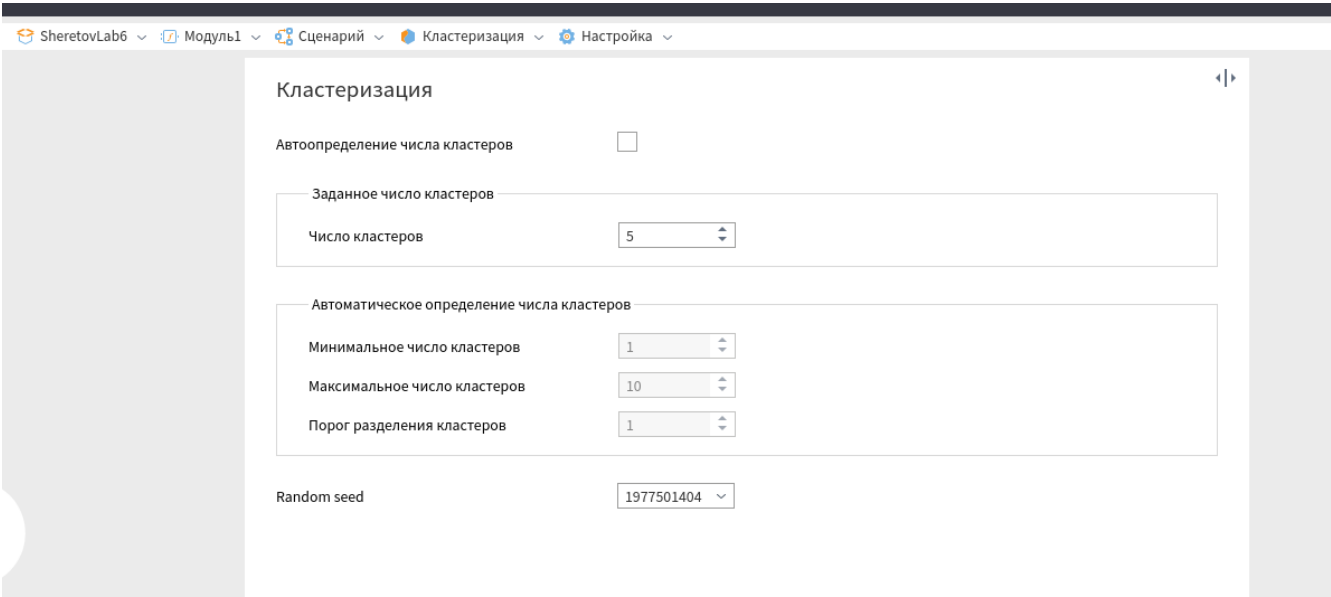 SheretovLab6 Модуль1 Сценарий Кластеризация Настройка
Кластеризация
Автоопределение числа кластеров
Заданное число кластеров
Число кластеров 5
Автоматическое определение числа кластеров
Минимальное число кластеров 1
Максимальное число кластеров 10
Порог разделения кластеров 1
Random seed 1977501404